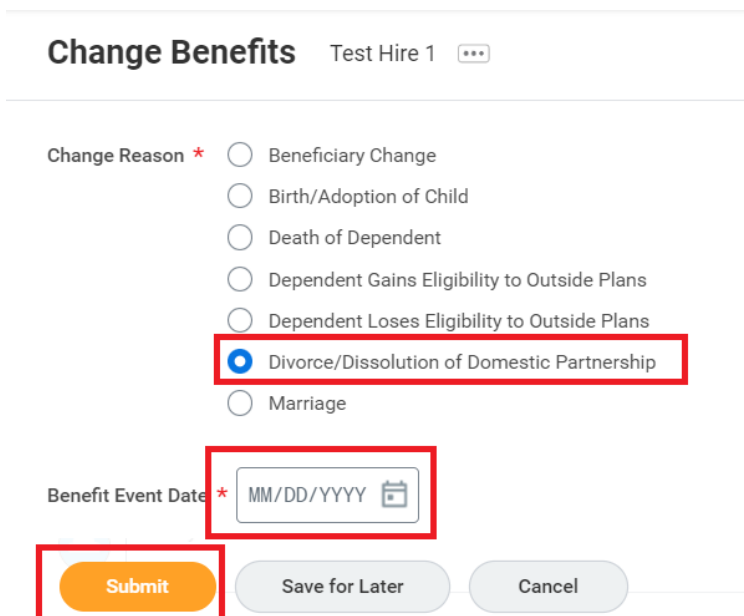 Change Benefits Test Hire 1
Change Reason * Beneficiary Change
Birth/Adoption of Child
Death of Dependent
Dependent Gains Eligibility to Outside Plans
Dependent Loses Eligibility to Outside Plans
Divorce/Dissolution of Domestic Partnership
Marriage
Benefit Event Date * MM/DD/YYYY
Submit Save for Later Cancel